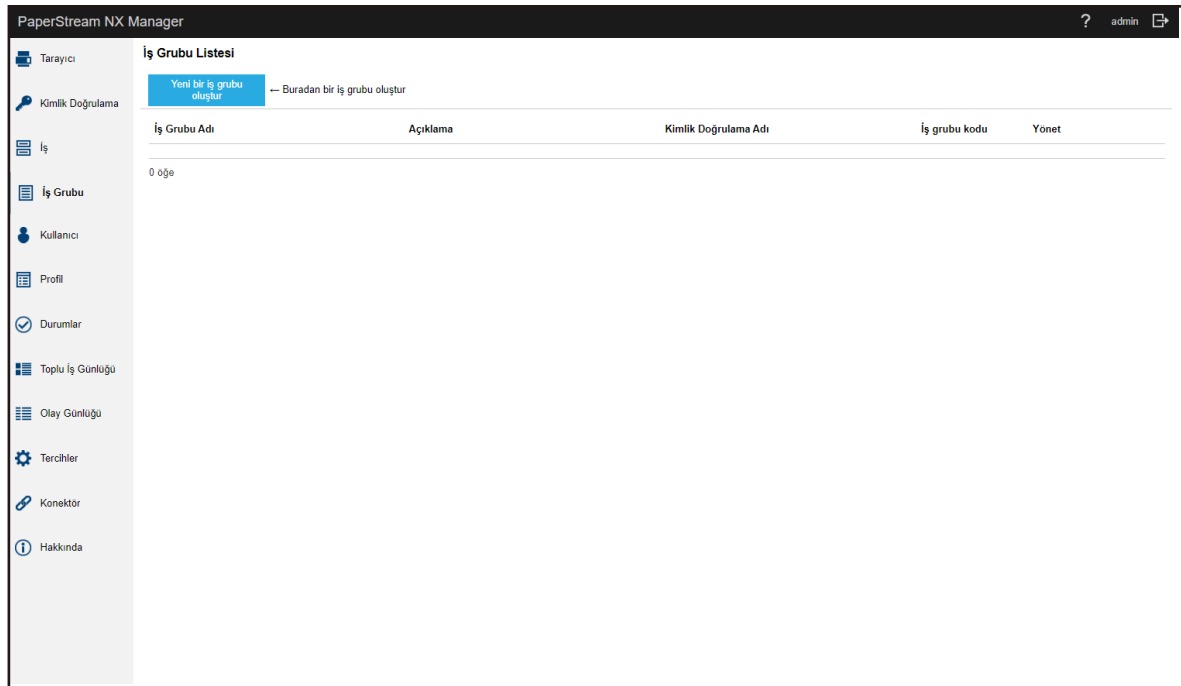 PaperStream NX Manager
? admin
Tarayıcı
Kimlik Doğrulama
İş
İş Grubu
Kullanıcı
Profil
Durumlar
Toplu İş Günlüğü
Olay Günlüğü
Tercihler
Konektör
Hakkında
İş Grubu Listesi
Yeni bir iş grubu
oluştur
← Buradan bir iş grubu oluştur
İş Grubu Adı Açıklama Kimlik Doğrulama Adı İş grubu kodu Yönet
0 öğe